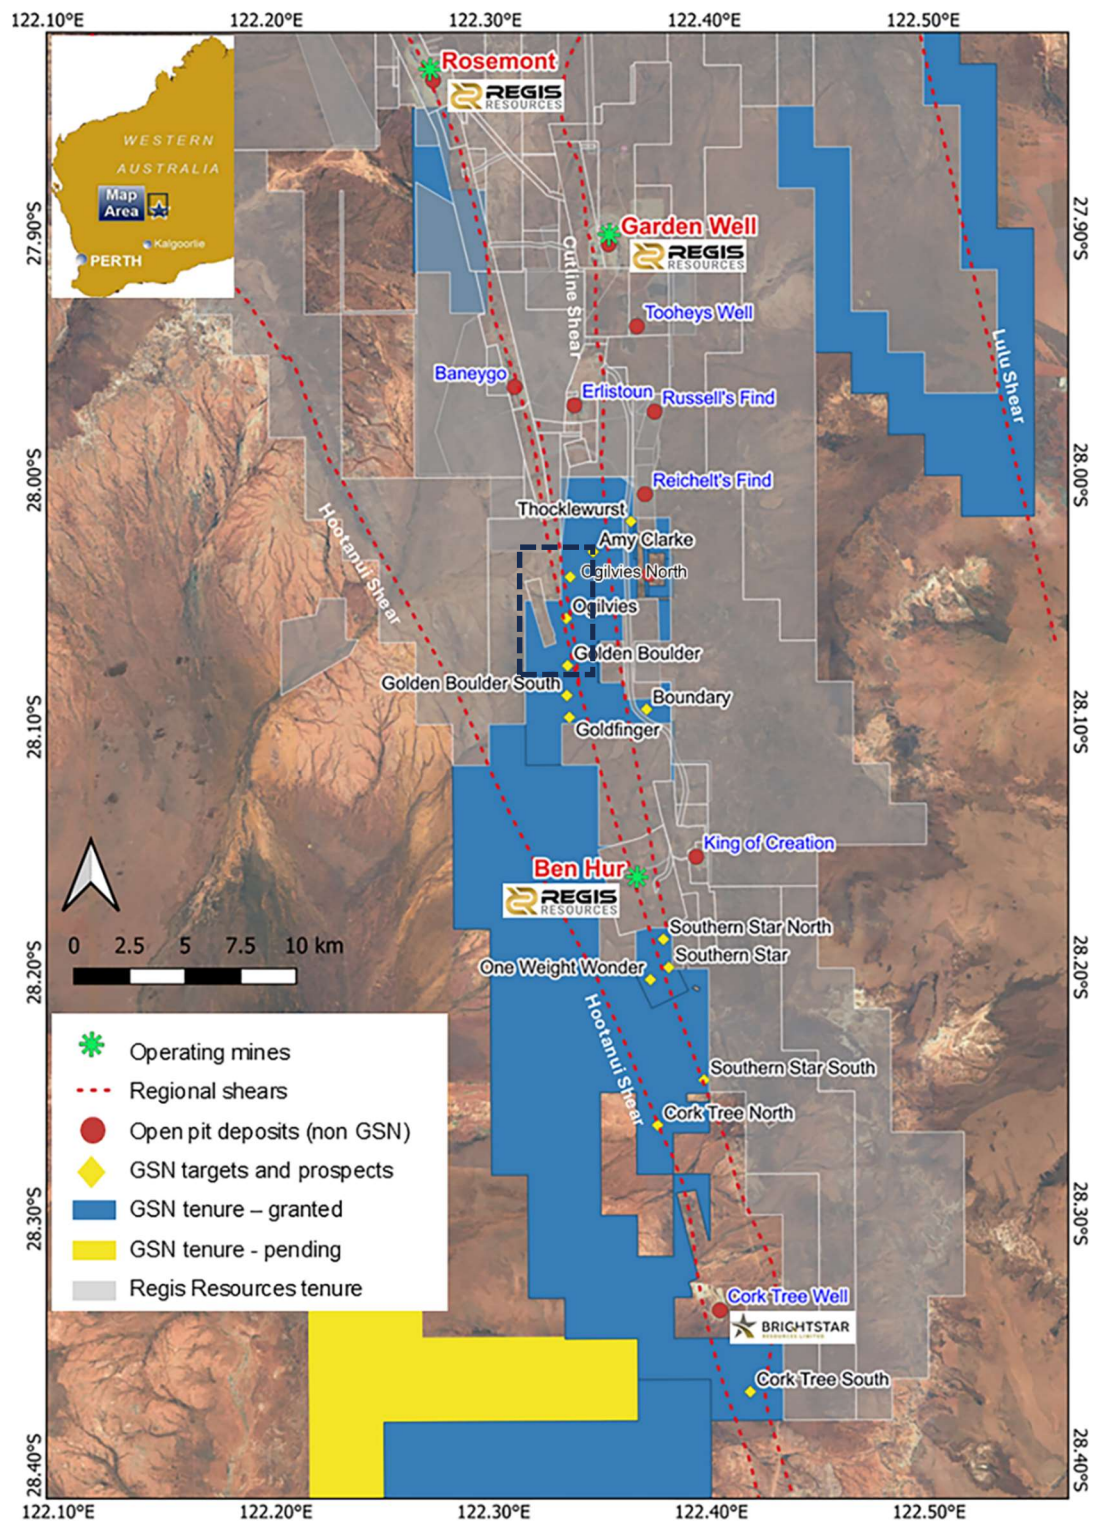 122.10°E 122.20°E 122.30°E 122.40°E 122.50°E
WESTERN
AUSTRALIA
Map
Area
Kalgoorlie
PERTH
Rosemont
REGIS
RESOURCES
27.90°S
27.90°S
Garden Well
REGIS
RESOURCES
Cutline Shear
Tooheys Well
Lulu Shear
Baneygo
Erlistoun
Russell's Find
28.00°S
28.00°S
Reichelt's Find
Thocklewurst
Hootanui Shear
Amy Clarke
Ogilvies North
Ogilvies
Golden Boulder
Golden Boulder South
Boundary
28.10°S
28.10°S
Goldfinger
King of Creation
Ben Hur
REGIS
RESOURCES
0 2.5 5 7.5 10 km
Southern Star North
Southern Star
One Weight Wonder
28.20°S
28.20°S
Hootanui Shear
Southern Star South
Cork Tree North
Operating mines
Regional shears
Open pit deposits (non GSN)
GSN targets and prospects
GSN tenure – granted
GSN tenure - pending
Regis Resources tenure
28.30°S
28.30°S
Cork Tree Well
BRIGHTSTAR
RESOURCES LIMITED
Cork Tree South
28.40°S
28.40°S
122.10°E 122.20°E 122.30°E 122.40°E 122.50°E